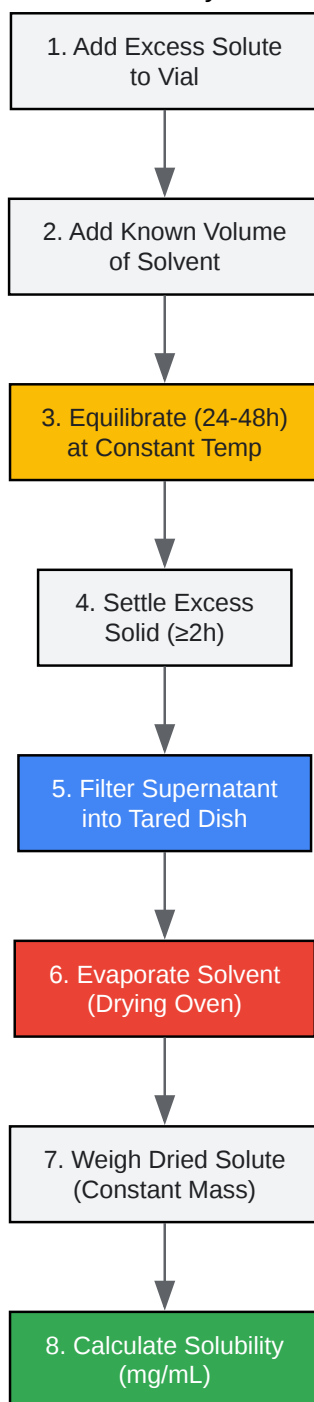 1. Add Excess Solute
to Vial
2. Add Known Volume
of Solvent
3. Equilibrate (24-48h)
at Constant Temp
4. Settle Excess
Solid (≥2h)
5. Filter Supernatant
into Tared Dish
6. Evaporate Solvent
(Drying Oven)
7. Weigh Dried Solute
(Constant Mass)
8. Calculate Solubility
(mg/mL)